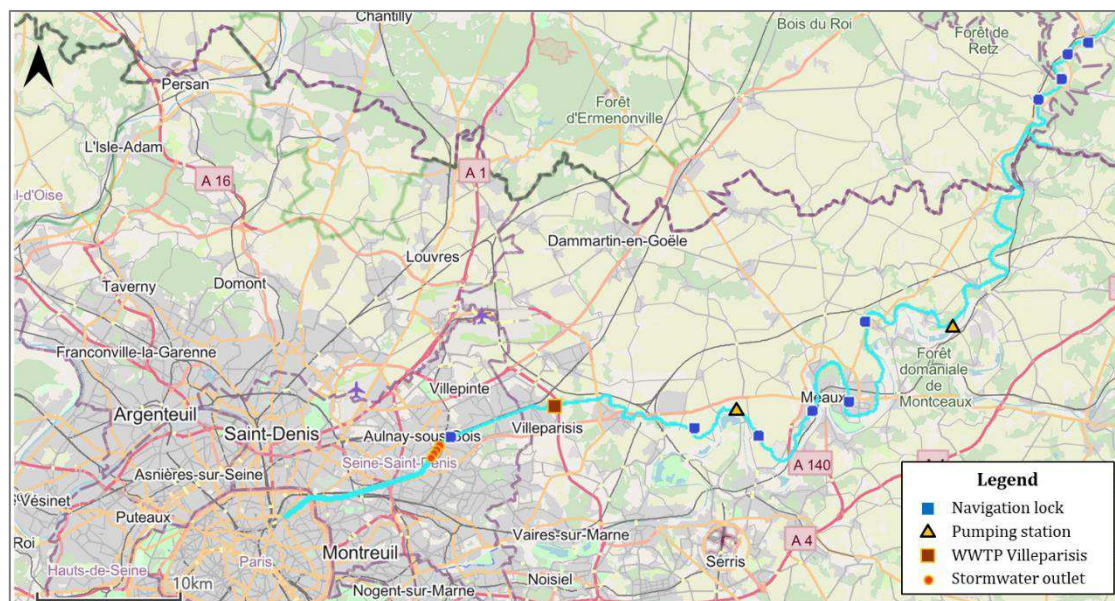 Chantilly
Bois du Roi
Forêt de
Retz
Persan
Forêt
d'Ermenonville
L'Isle-Adam
A 1
A 16
al-d'Oise
Dammartin-en-Goële
Louvres
Taverny
Domont
Franconville-la-Garenne
Forêt
domaniale
de
Montceaux
Villepinte
Meaux
Argenteuil
Villeparisis
Saint-Denis
Aulnay-sous-Bois
Seine-Saint-Denis
A 140
Asnières-sur-Seine
Vésinet
Puteaux
Vaires-sur-Marne
A 4
Roi
Paris
Montreuil
Serris
Hauts-de-Seine
10km
Noisiel
Nogent-sur-Marne
Legend
Navigation lock
Pumping station
WWTP Villeparisis
Stormwater outlet